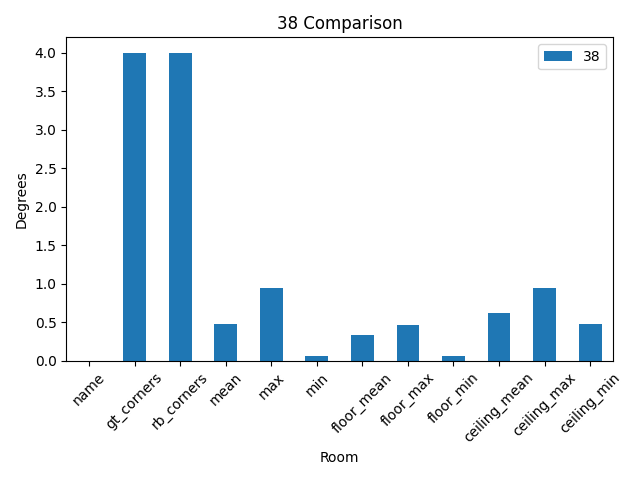 38 Comparison
38
Degrees
4.0
3.5
3.0
2.5
2.0
1.5
1.0
0.5
0.0
name
gt_corners
rb_corners
mean
max
min
floor_mean
floor_max
floor_min
ceiling_mean
ceiling_max
ceiling_min
Room